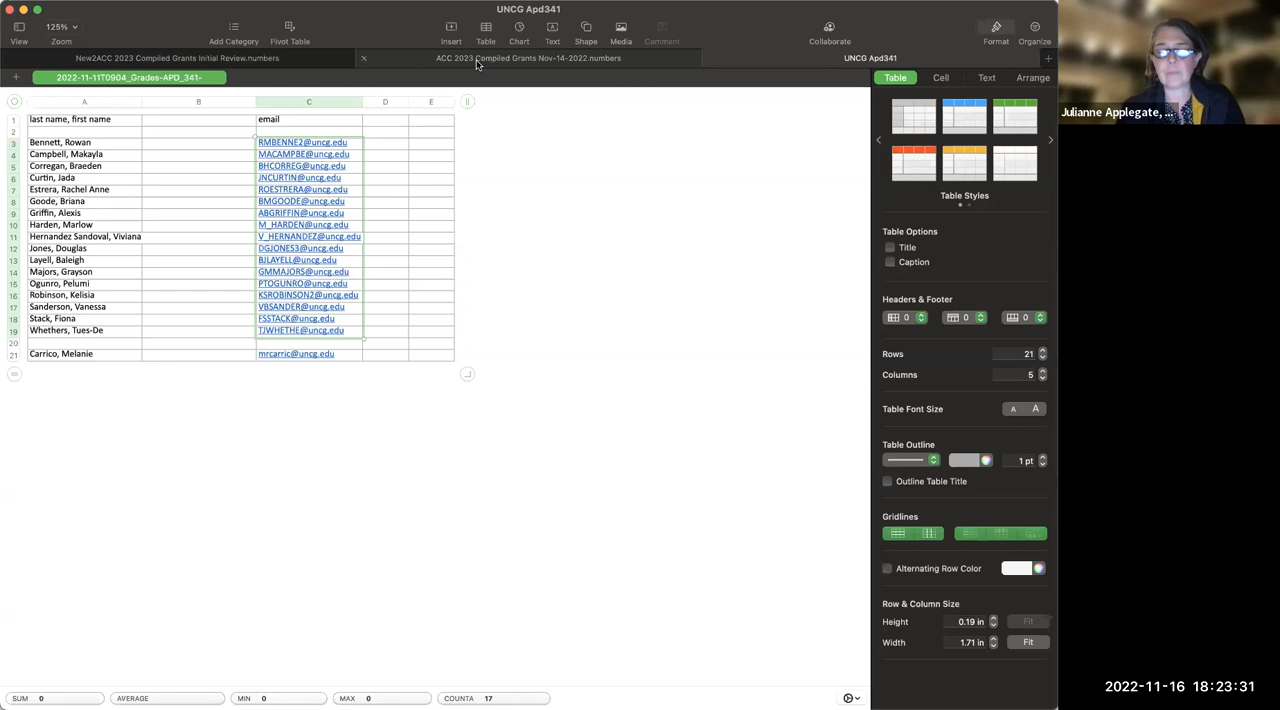 UNCG Apd341
125%
View Zoom Add Category Pivot Table Insert Table Chart Text Shape Media Comment Collaborate Format Organize
New2ACC 2023 Compiled Grants Initial Review.numbers ACC 2023 Compiled Grants Nov-14-2022.numbers UNCG Apd341
2022-11-11T0904_Grades-APD_341-
Table Cell Text Arrange
A B C D E
1 last name, first name email
2
3 Bennett, Rowan RMBENNE2@uncg.edu
4 Campbell, Makayla MACAMPBE@uncg.edu
5 Corregan, Braeden BHCORREG@uncg.edu
6 Curtin, Jada JNCURTIN@uncg.edu
7 Estrera, Rachel Anne ROESTRERA@uncg.edu
8 Goode, Briana BMGOODE@uncg.edu
9 Griffin, Alexis ABGRIFFIN@uncg.edu
10 Harden, Marlow M_HARDEN@uncg.edu
11 Hernandez Sandoval, Viviana V_HERNANDEZ@uncg.edu
12 Jones, Douglas DGJONES3@uncg.edu
13 Layell, Baleigh BJLAYELL@uncg.edu
14 Majors, Grayson GMMAJORS@uncg.edu
15 Ogunro, Pelumi PTOGUNRO@uncg.edu
16 Robinson, Kelisia KSROBINSON2@uncg.edu
17 Sanderson, Vanessa VBSANDER@uncg.edu
18 Stack, Fiona FSSTACK@uncg.edu
19 Whethers, Tues-De TJWHETHE@uncg.edu
20
21 Carrico, Melanie mrcarric@uncg.edu
Table Styles
Table Options
Title
Caption
Headers & Footer
0 0 0
Rows 21
Columns 5
Table Font Size A A
Table Outline
1 pt
Outline Table Title
Gridlines
Alternating Row Color
Row & Column Size
Height 0.19 in Fit
Width 1.71 in Fit
SUM 0 AVERAGE MIN 0 MAX 0 COUNTA 17
Julianne Applegate, ...
2022-11-16 18:23:31